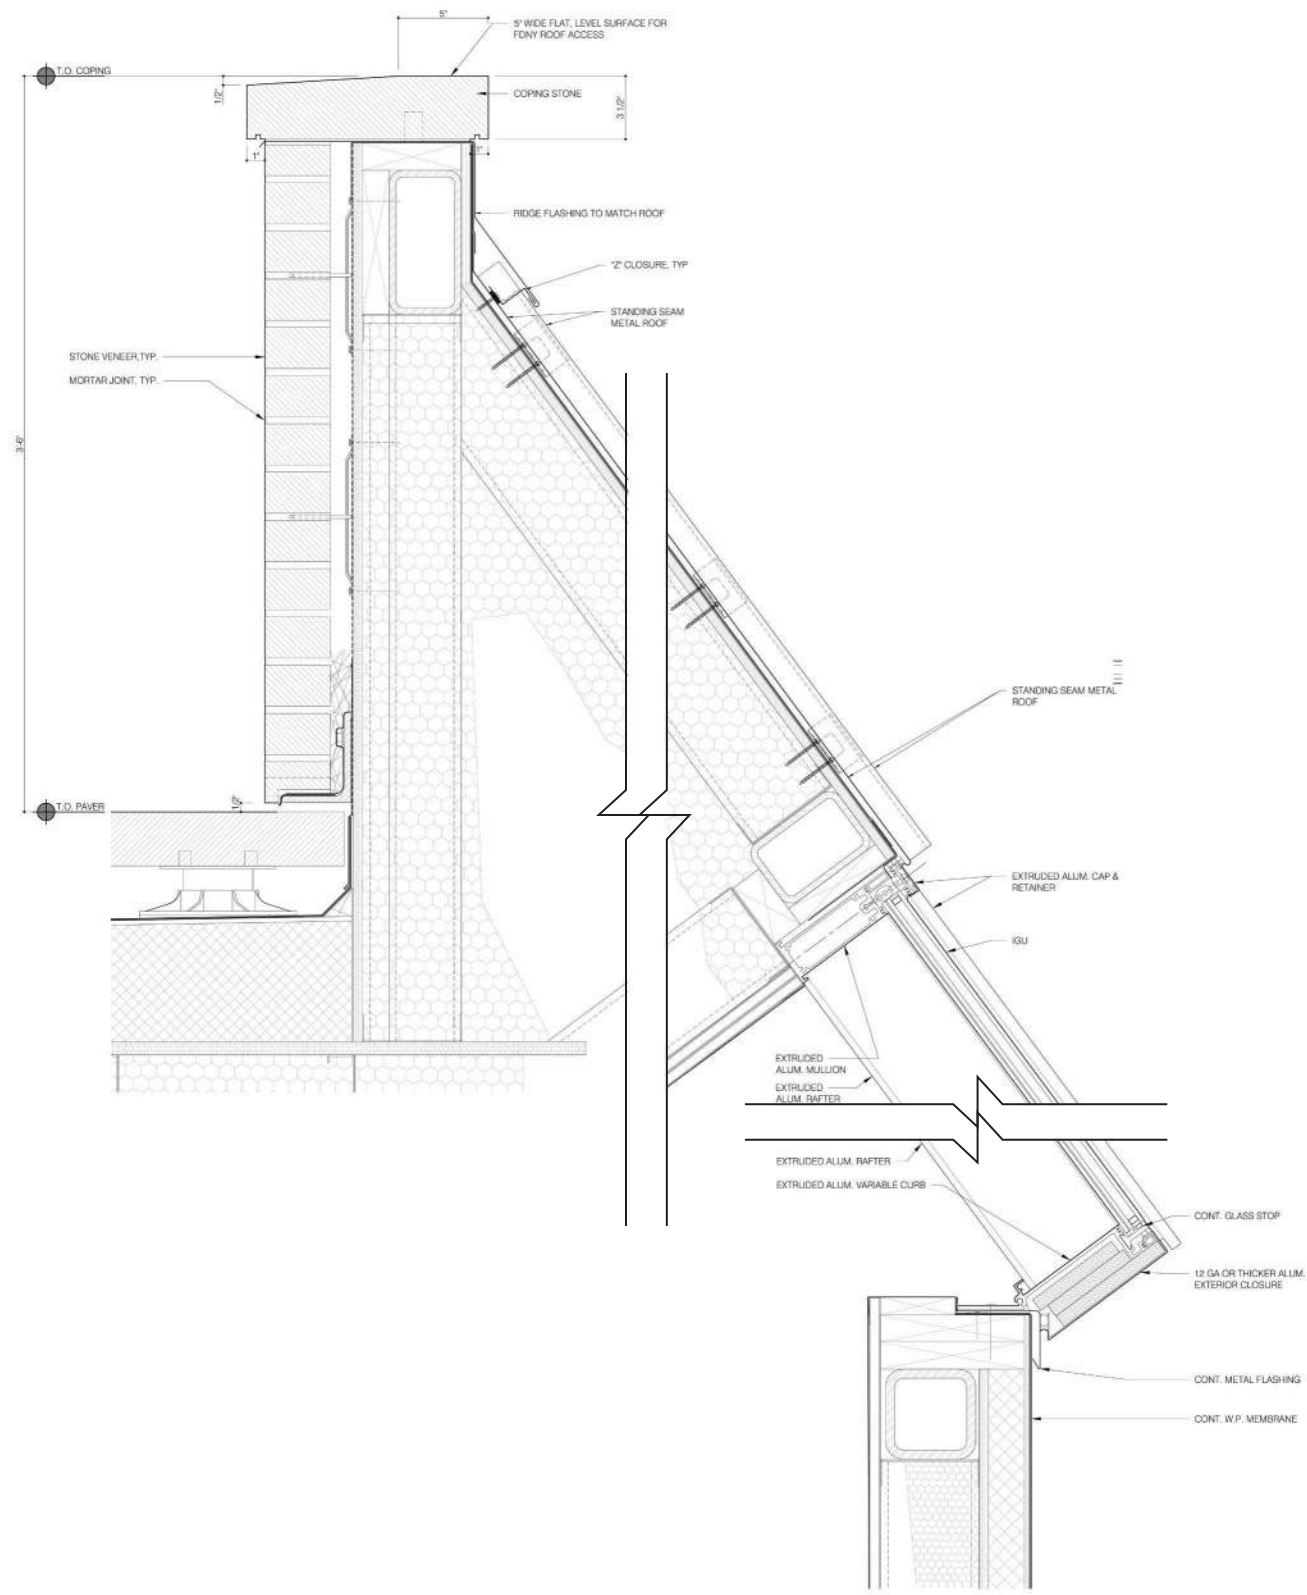 5"
5" WIDE FLAT, LEVEL SURFACE FOR
FDNY ROOF ACCESS
T.O. COPING
1/2"
COPING STONE
3 1/2"
1"
1"
RIDGE FLASHING TO MATCH ROOF
"Z" CLOSURE, TYP
STANDING SEAM
METAL ROOF
STONE VENEER,TYP.
MORTAR JOINT, TYP.
3'-6"
STANDING SEAM METAL
ROOF
T.O. PAVER
1/2"
EXTRUDED ALUM. CAP &
RETAINER
IGU
EXTRUDED
ALUM. MULLION
EXTRUDED
ALUM. RAFTER
EXTRUDED ALUM. RAFTER
EXTRUDED ALUM. VARIABLE CURB
CONT. GLASS STOP
12 GA OR THICKER ALUM.
EXTERIOR CLOSURE
CONT. METAL FLASHING
CONT. W.P. MEMBRANE